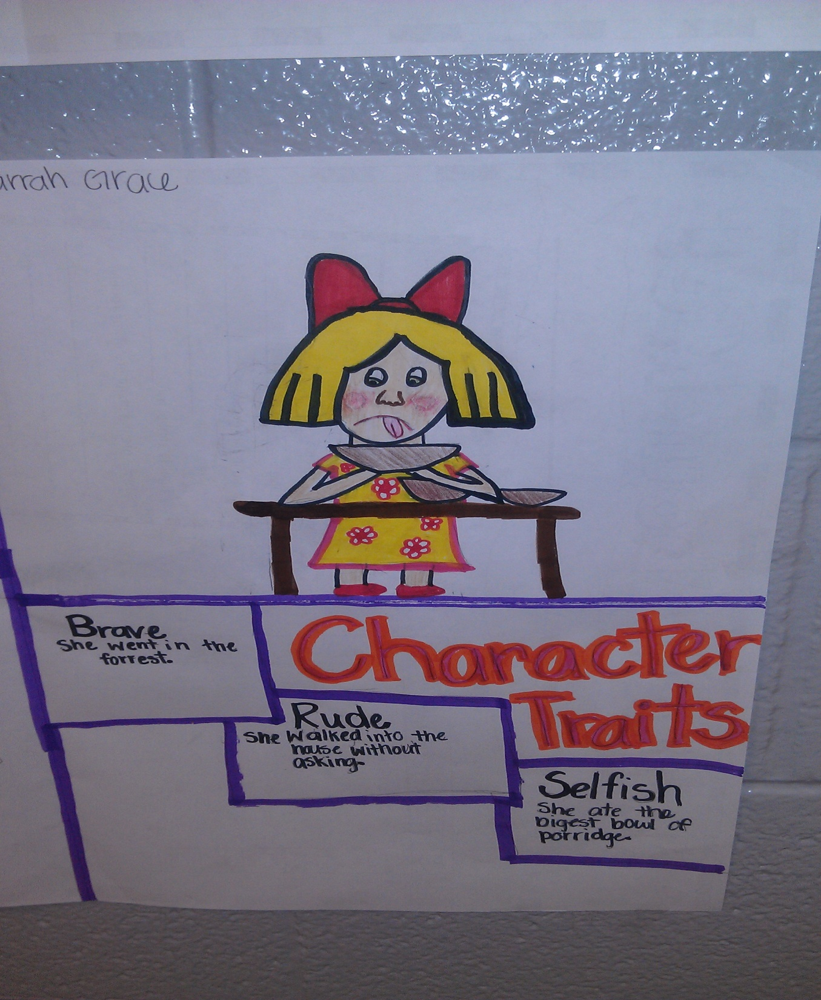 Grace
Brave
She went in the
forrest.
Character
Traits
Rude
She walked into the
house without
asking.
Selfish
She ate the
bigest bowl of
porridge.